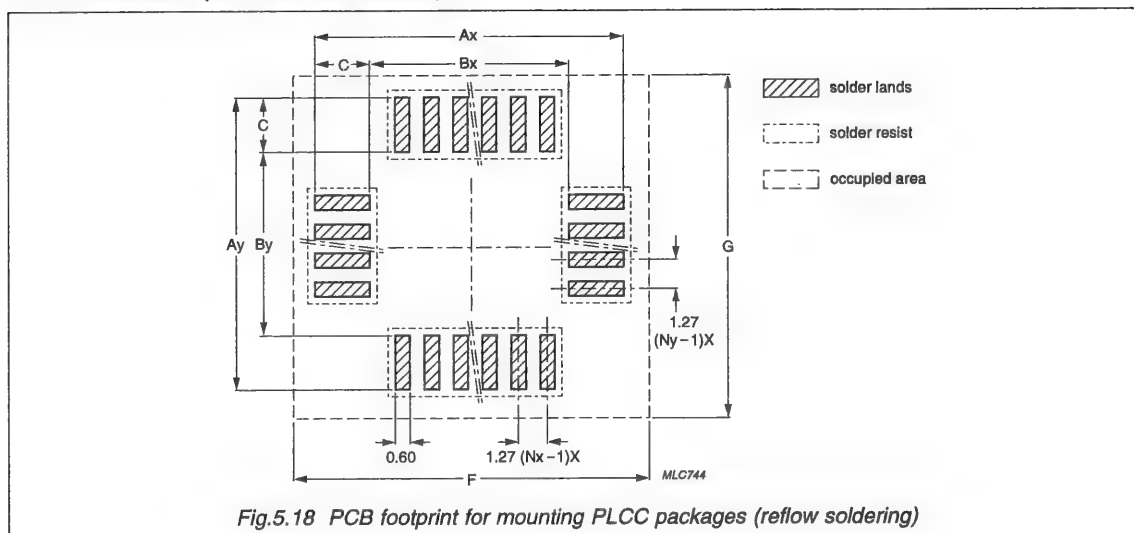 Ax
C
Bx
solder lands
C
solder resist
occupied area
Ay
By
G
1.27
(Ny–1)X
0.60
1.27 (Nx–1)X
F
MLC744
Fig.5.18 PCB footprint for mounting PLCC packages (reflow soldering)